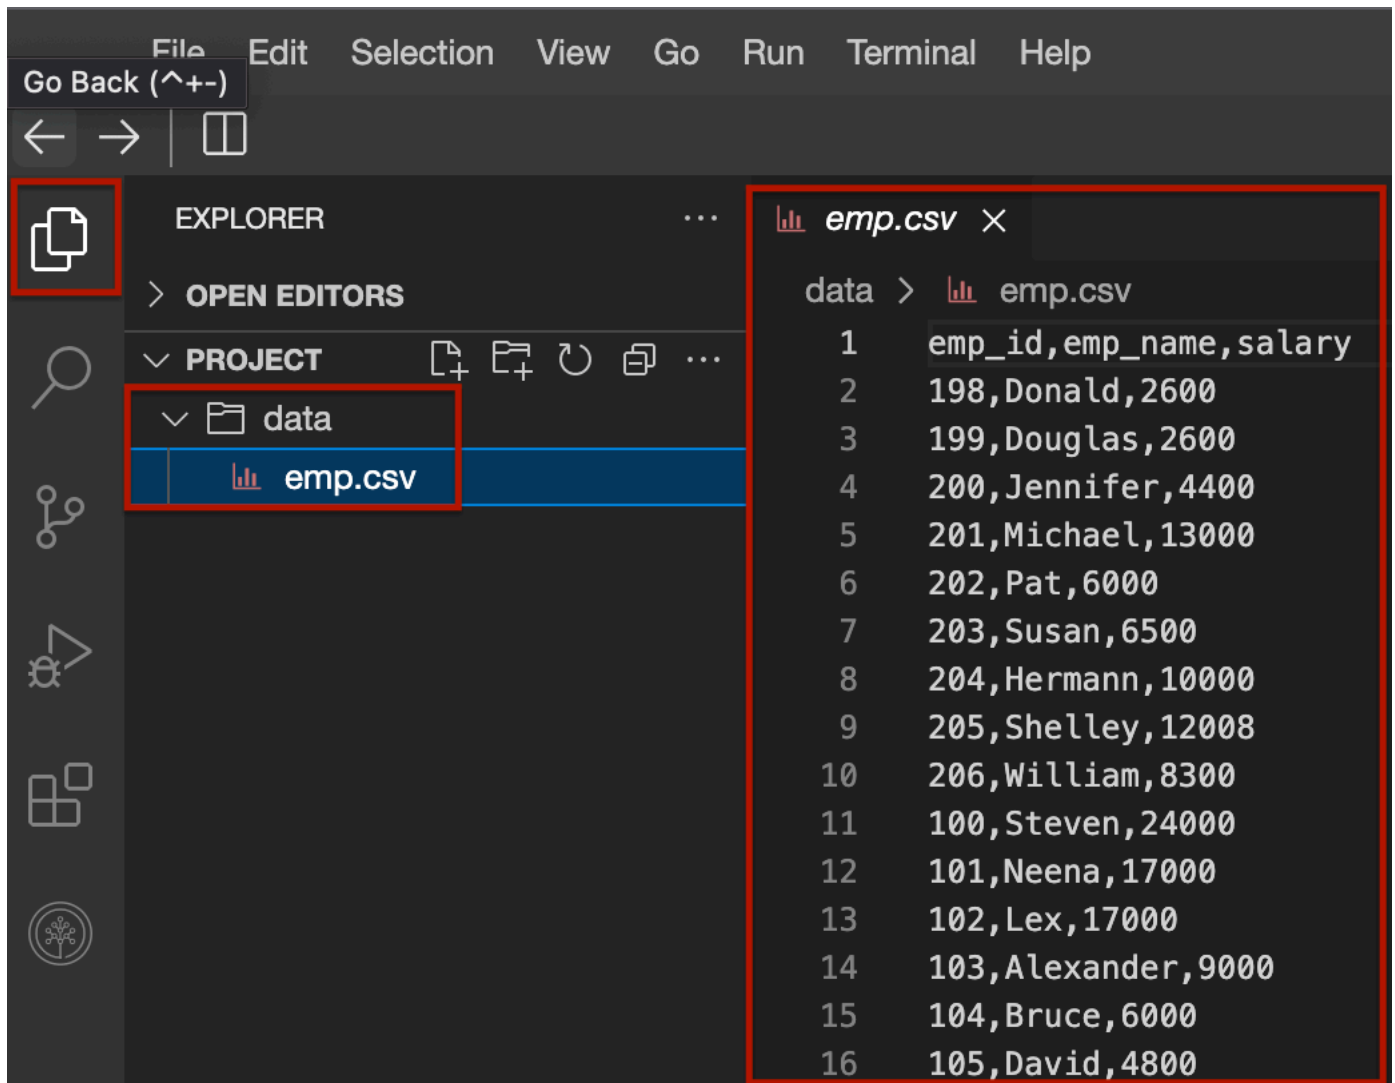 File Edit Selection View Go Run Terminal Help
Go Back (^+-)
EXPLORER
OPEN EDITORS
PROJECT
data
emp.csv
emp.csv
data > emp.csv
1 emp_id,emp_name,salary
2 198,Donald,2600
3 199,Douglas,2600
4 200,Jennifer,4400
5 201,Michael,13000
6 202,Pat,6000
7 203,Susan,6500
8 204,Hermann,10000
9 205,Shelley,12008
10 206,William,8300
11 100,Steven,24000
12 101,Neena,17000
13 102,Lex,17000
14 103,Alexander,9000
15 104,Bruce,6000
16 105,David,4800